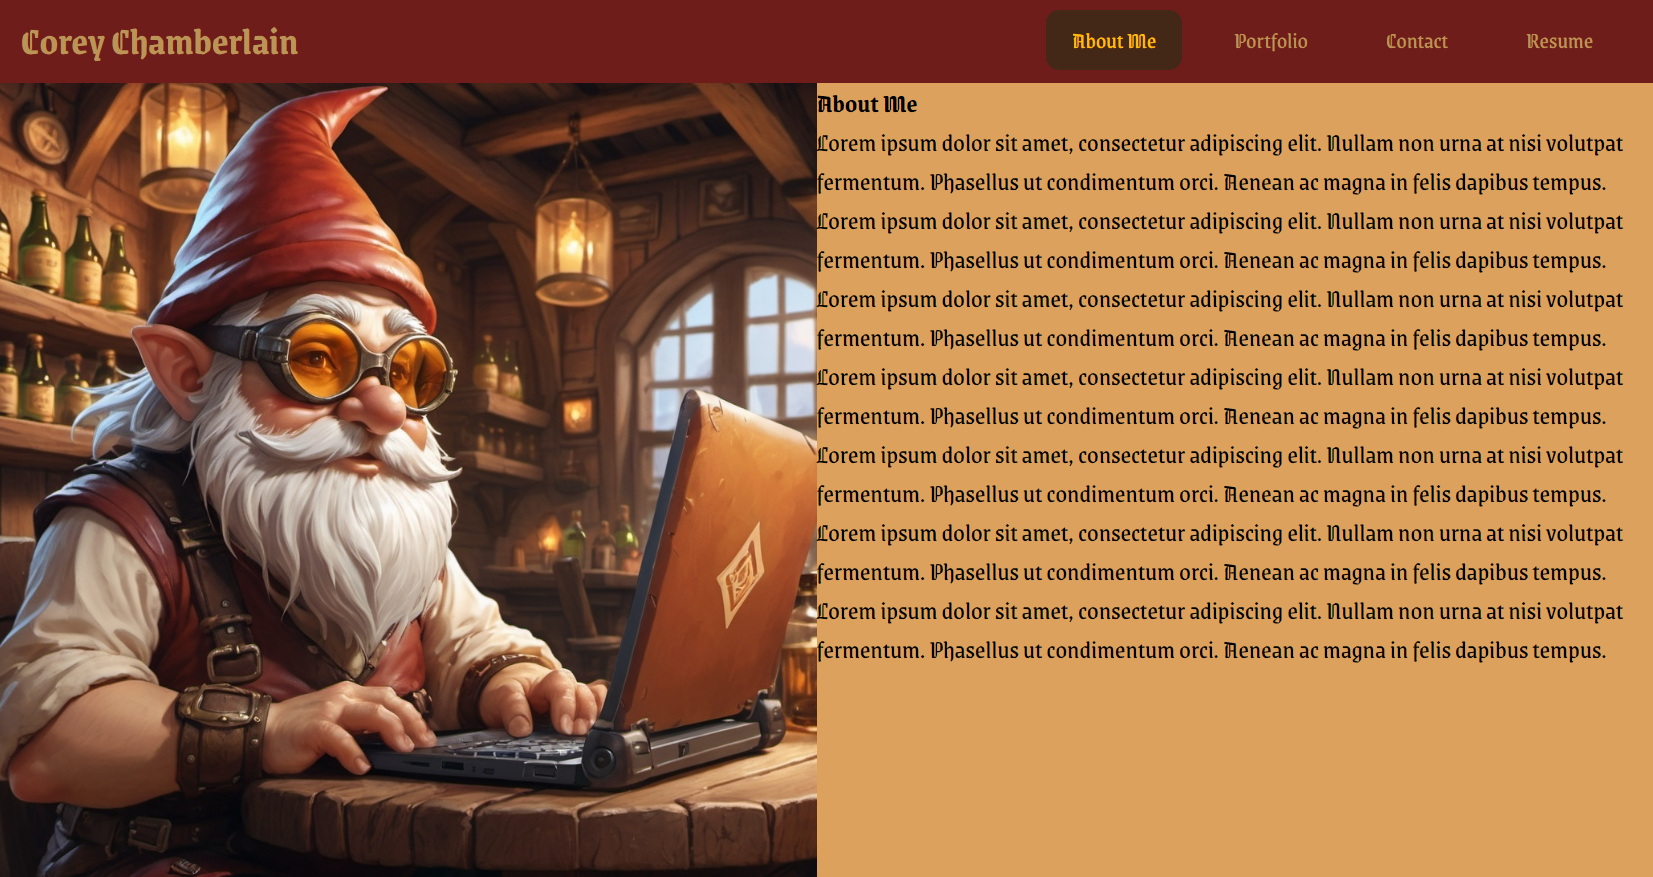 Corey Chamberlain
About Me
Portfolio
Contact
Resume
About Me
Lorem ipsum dolor sit amet, consectetur adipiscing elit. Nullam non urna at nisi volutpat
fermentum. Phasellus ut condimentum orci. Aenean ac magna in felis dapibus tempus.
Lorem ipsum dolor sit amet, consectetur adipiscing elit. Nullam non urna at nisi volutpat
fermentum. Phasellus ut condimentum orci. Aenean ac magna in felis dapibus tempus.
Lorem ipsum dolor sit amet, consectetur adipiscing elit. Nullam non urna at nisi volutpat
fermentum. Phasellus ut condimentum orci. Aenean ac magna in felis dapibus tempus.
Lorem ipsum dolor sit amet, consectetur adipiscing elit. Nullam non urna at nisi volutpat
fermentum. Phasellus ut condimentum orci. Aenean ac magna in felis dapibus tempus.
Lorem ipsum dolor sit amet, consectetur adipiscing elit. Nullam non urna at nisi volutpat
fermentum. Phasellus ut condimentum orci. Aenean ac magna in felis dapibus tempus.
Lorem ipsum dolor sit amet, consectetur adipiscing elit. Nullam non urna at nisi volutpat
fermentum. Phasellus ut condimentum orci. Aenean ac magna in felis dapibus tempus.
Lorem ipsum dolor sit amet, consectetur adipiscing elit. Nullam non urna at nisi volutpat
fermentum. Phasellus ut condimentum orci. Aenean ac magna in felis dapibus tempus.